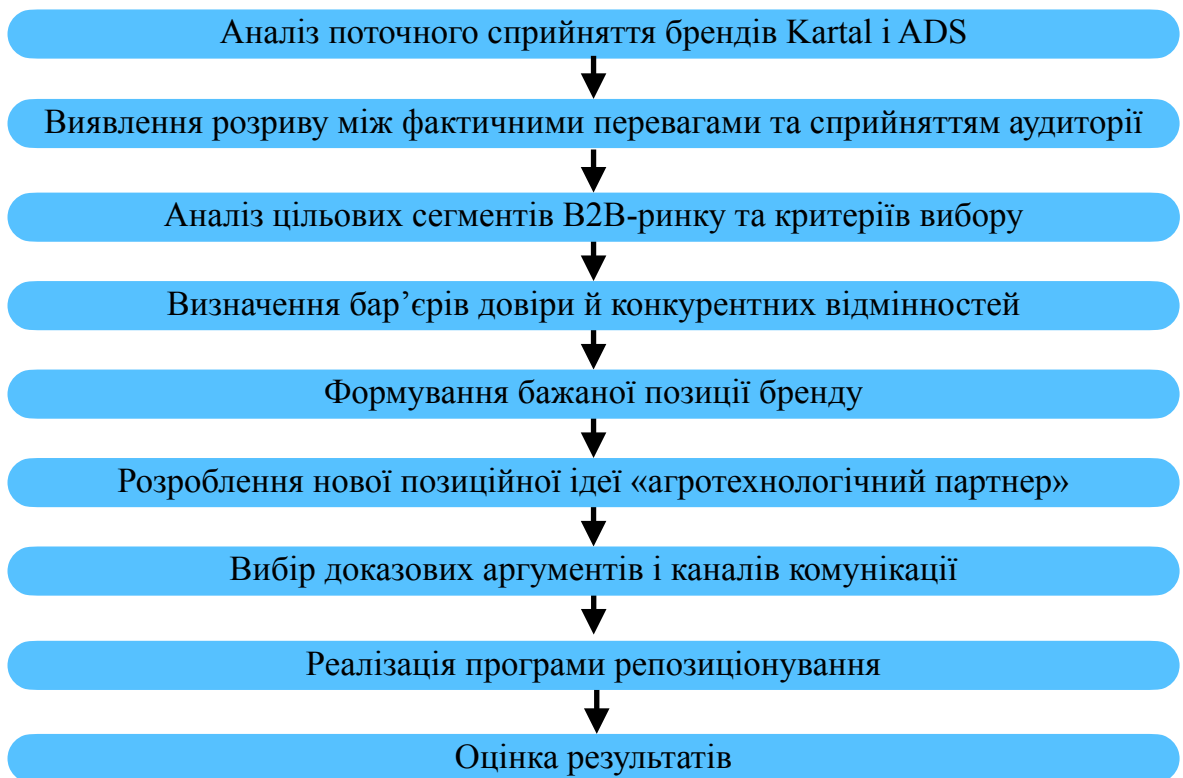 Аналіз поточного сприйняття брендів Kartal і ADS
Виявлення розриву між фактичними перевагами та сприйняттям аудиторії
Аналіз цільових сегментів B2B-ринку та критеріїв вибору
Визначення бар’єрів довіри й конкурентних відмінностей
Формування бажаної позиції бренду
Розроблення нової позиційної ідеї «агротехнологічний партнер»
Вибір доказових аргументів і каналів комунікації
Реалізація програми репозиціонування
Оцінка результатів